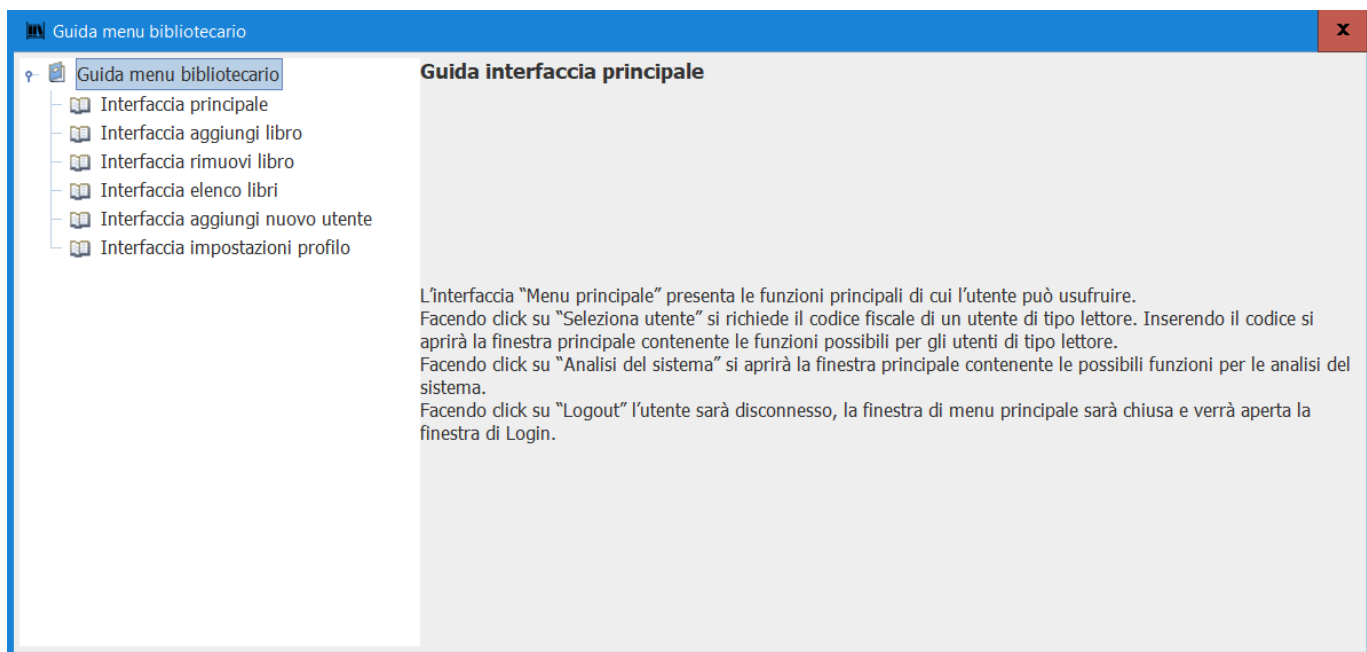 Guida menu bibliotecario
x
Guida menu bibliotecario
Interfaccia principale
Interfaccia aggiungi libro
Interfaccia rimuovi libro
Interfaccia elenco libri
Interfaccia aggiungi nuovo utente
Interfaccia impostazioni profilo
Guida interfaccia principale
L'interfaccia “Menu principale” presenta le funzioni principali di cui l'utente può usufruire.
Facendo click su “Seleziona utente” si richiede il codice fiscale di un utente di tipo lettore. Inserendo il codice si
aprirà la finestra principale contenente le funzioni possibili per gli utenti di tipo lettore.
Facendo click su “Analisi del sistema” si aprirà la finestra principale contenente le possibili funzioni per le analisi del
sistema.
Facendo click su “Logout” l'utente sarà disconnesso, la finestra di menu principale sarà chiusa e verrà aperta la
finestra di Login.